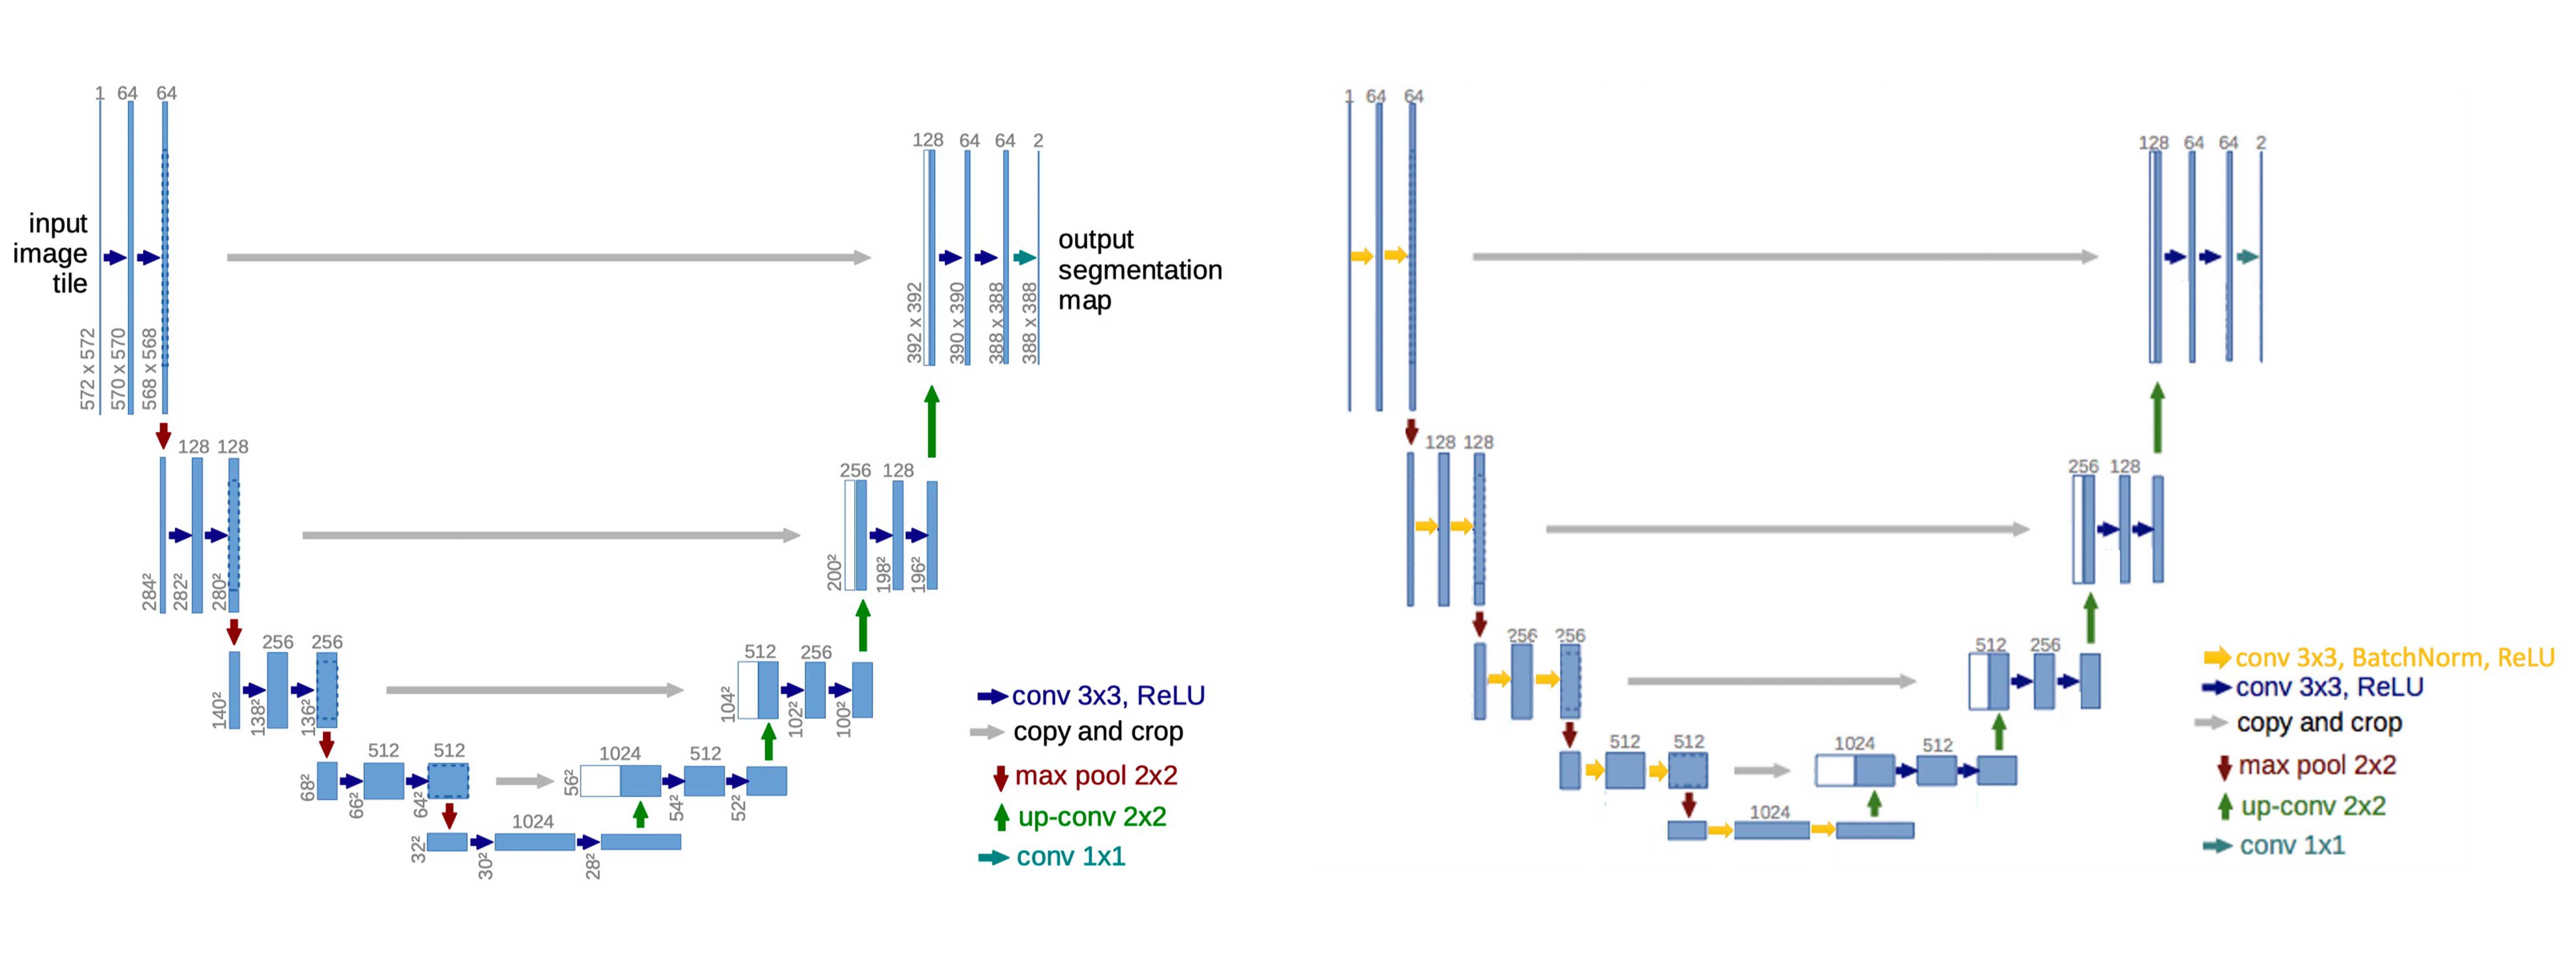 1 64 64
128 64 64 2
input
image
tile
output
segmentation
map
572 x 572
570 x 570
568 x 568
392 x 392
390 x 390
388 x 388
388 x 388
128 128
256 128
284²
282²
280²
200²
198²
196²
256 256
512 256
140²
138²
136²
104²
102²
100²
512 512
1024 512
68²
66²
64²
56²
54²
52²
1024
32²
30²
28²
conv 3x3, ReLU
copy and crop
max pool 2x2
up-conv 2x2
conv 1x1
1 64 64
128 64 64 2
128 128
256 128
256 256
512 256
512 512
1024 512
1024
conv 3x3, BatchNorm, ReLU
conv 3x3, ReLU
copy and crop
max pool 2x2
up-conv 2x2
conv 1x1